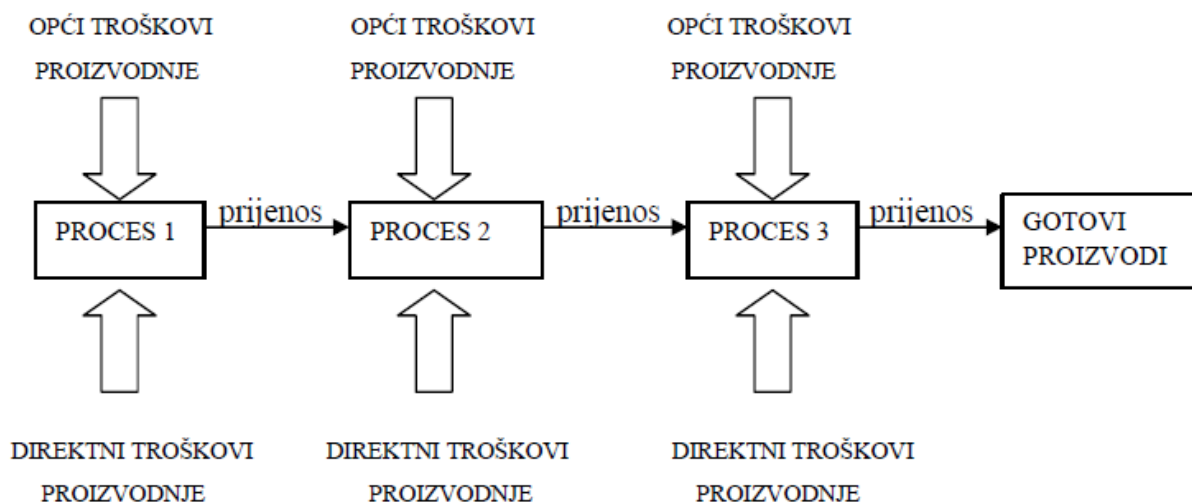 OPĆI TROŠKOVI
PROIZVODNJE
OPĆI TROŠKOVI
PROIZVODNJE
OPĆI TROŠKOVI
PROIZVODNJE
PROCES 1
prijenos
PROCES 2
prijenos
PROCES 3
prijenos
GOTOVI
PROIZVODI
DIREKTNI TROŠKOVI
PROIZVODNJE
DIREKTNI TROŠKOVI
PROIZVODNJE
DIREKTNI TROŠKOVI
PROIZVODNJE